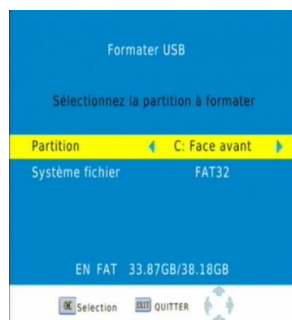 Formater USB
Sélectionnez la partition à formater
Partition C: Face avant
Système fichier FAT32
EN FAT 33.87GB/38.18GB
OK Selection EXIT QUITTER